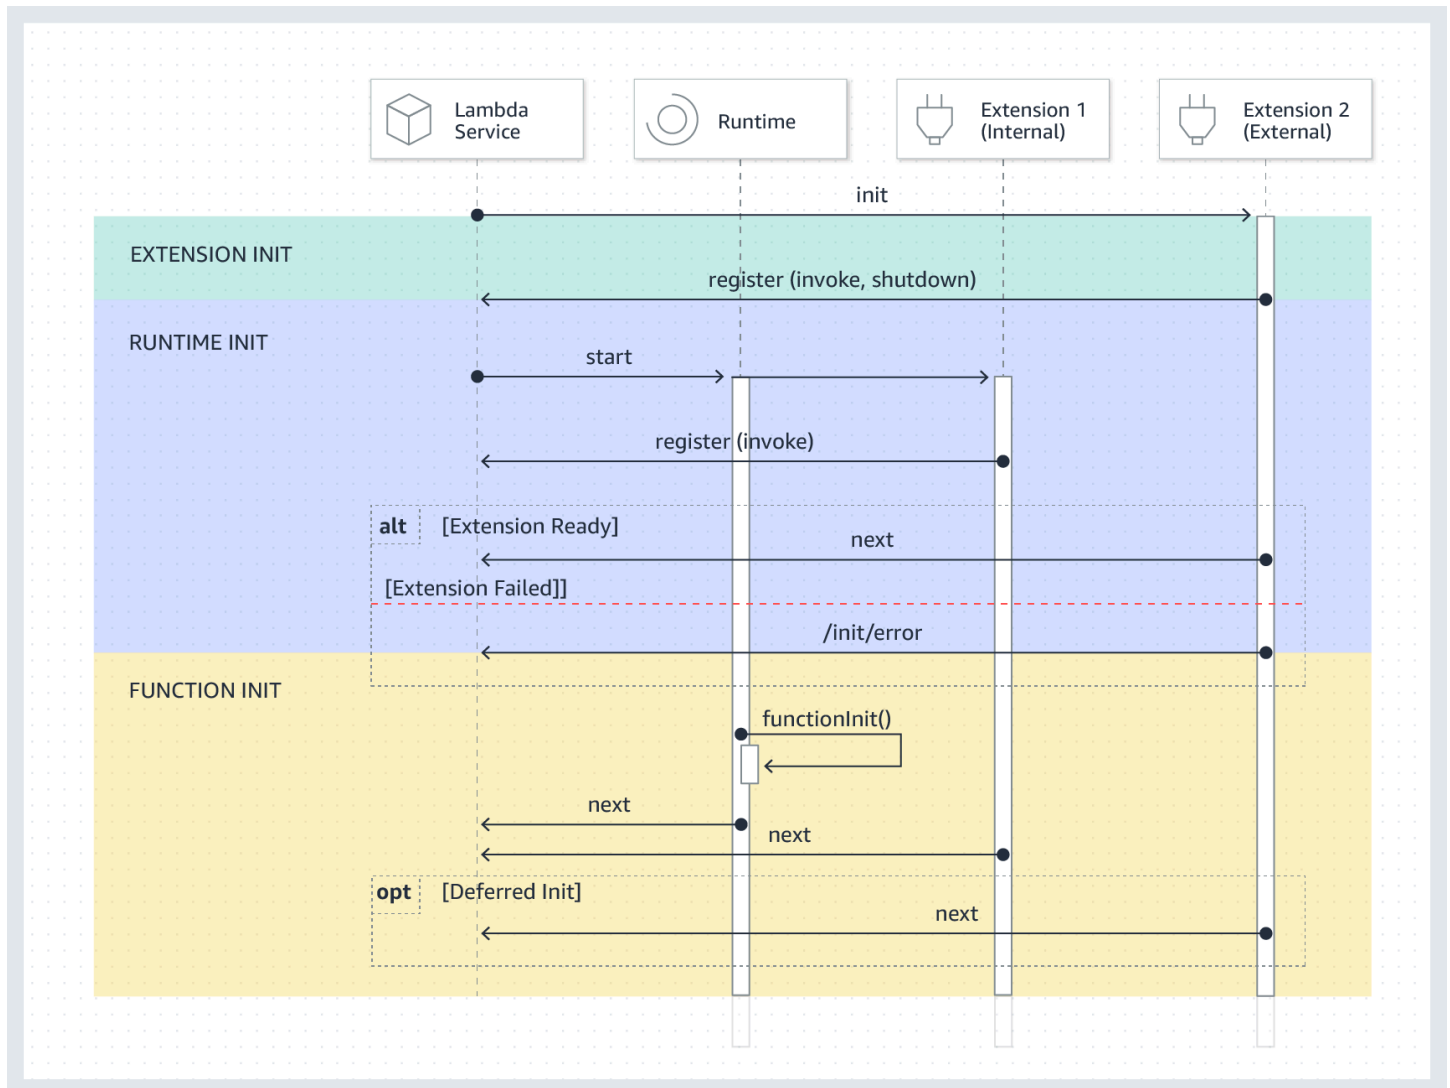 Lambda
Service
Runtime
Extension 1
(Internal)
Extension 2
(External)
init
EXTENSION INIT
register (invoke, shutdown)
RUNTIME INIT
start
register (invoke)
alt [Extension Ready]
next
[Extension Failed]]
/init/error
FUNCTION INIT
functionInit()
next
next
opt [Deferred Init]
next